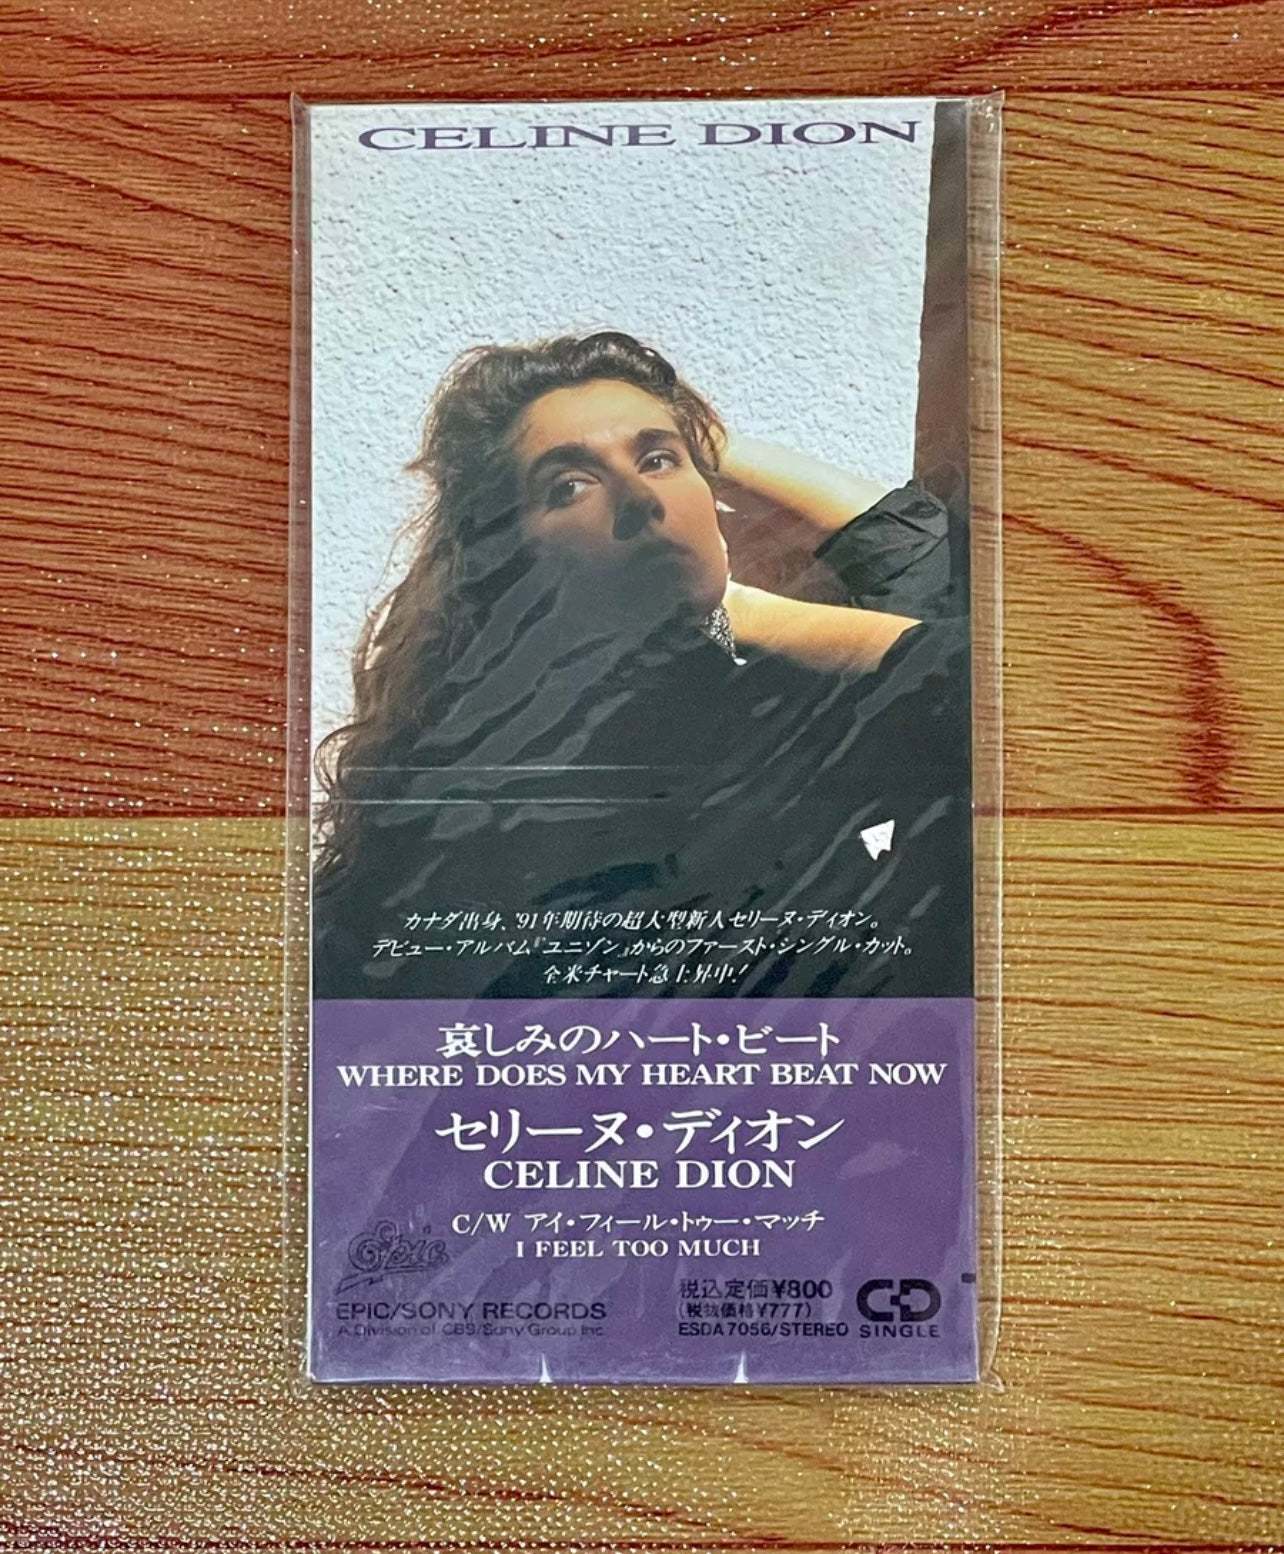 CELINE DION
カナダ出身、'91年期待の超大型新人セリーヌ・ディオン。
デビュー・アルバム『ユニゾン』からのファースト・シングル・カット。
全米チャート急上昇中!
哀しみのハート・ビート
WHERE DOES MY HEART BEAT NOW
セリーヌ・ディオン
CELINE DION
C/W アイ・フィール・トゥー・マッチ
I FEEL TOO MUCH
Epic
EPIC/SONY RECORDS
A Division of CBS/Sony Group Inc.
税込定価¥800
(税抜価格¥777)
ESDA7056/STEREO
CD
SINGLE